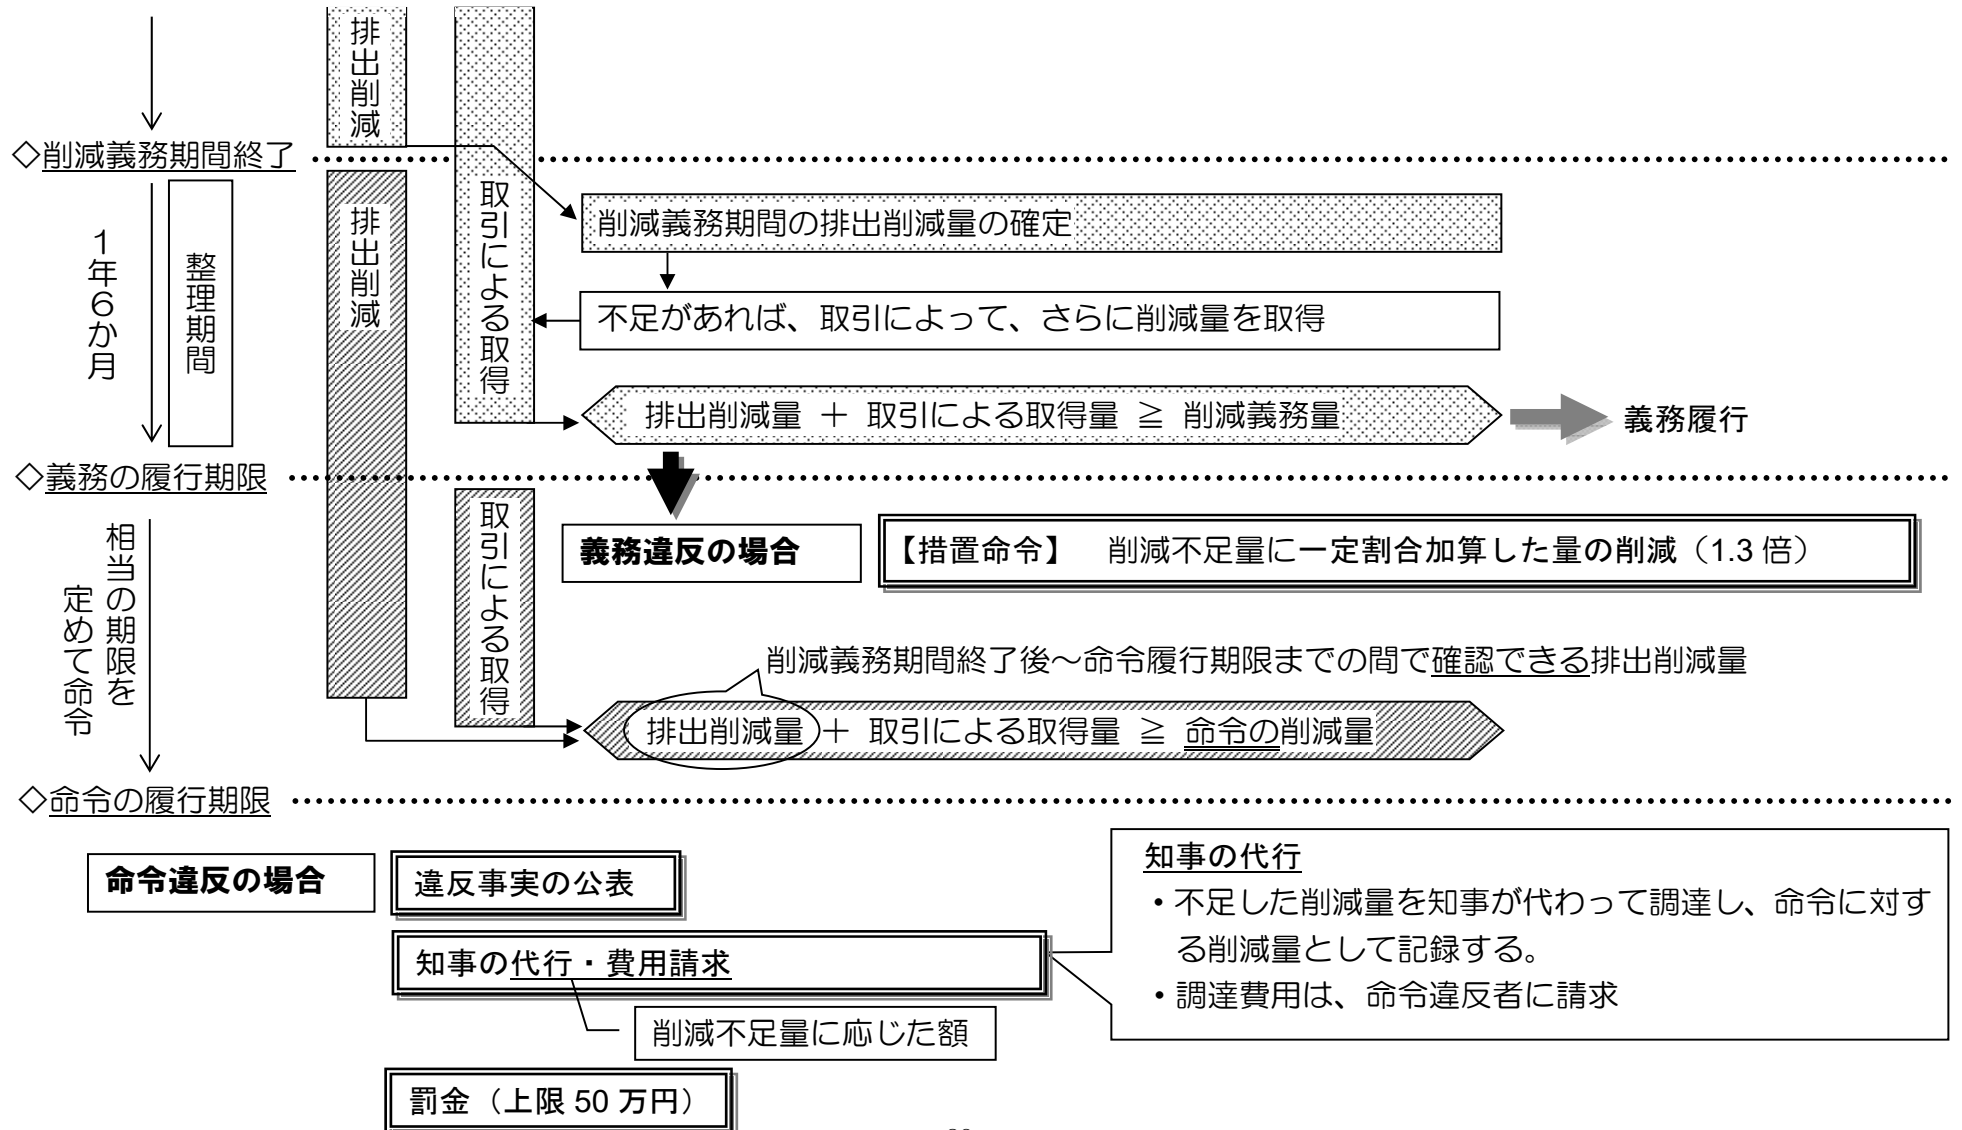 排出削減
◇削減義務期間終了
取引による取得
削減義務期間の排出削減量の確定
排出削減
1年6か月
整理期間
不足があれば、取引によって、さらに削減量を取得
排出削減量 ＋ 取引による取得量 ≧ 削減義務量
義務履行
◇義務の履行期限
取引による取得
相当の期限を
定めて命令
義務違反の場合
【措置命令】 削減不足量に一定割合加算した量の削減（1.3 倍）
削減義務期間終了後～命令履行期限までの間で確認できる排出削減量
排出削減量 ＋ 取引による取得量 ≧ 命令の削減量
◇命令の履行期限
命令違反の場合
違反事実の公表
知事の代行・費用請求
削減不足量に応じた額
罰金（上限 50 万円）
知事の代行
・不足した削減量を知事が代わって調達し、命令に対す
る削減量として記録する。
・調達費用は、命令違反者に請求